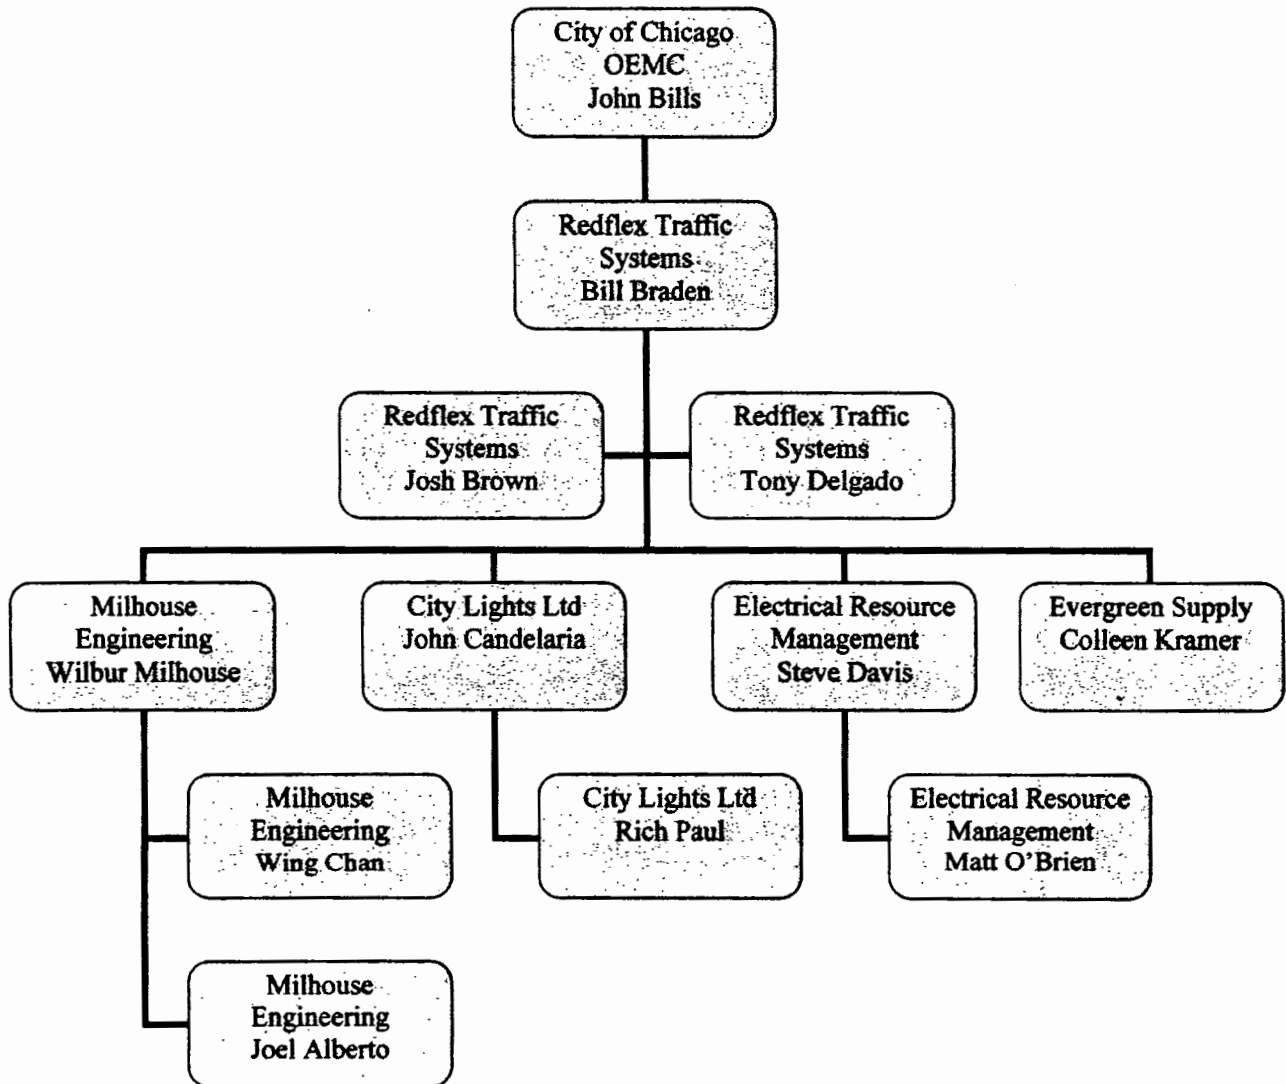 City of Chicago
OEMC
John Bills
Redflex Traffic
Systems
Bill Braden
Redflex Traffic
Systems
Josh Brown
Redflex Traffic
Systems
Tony Delgado
Milhouse
Engineering
Wilbur Milhouse
City Lights Ltd
John Candelaria
Electrical Resource
Management
Steve Davis
Evergreen Supply
Colleen Kramer
Milhouse
Engineering
Wing Chan
City Lights Ltd
Rich Paul
Electrical Resource
Management
Matt O'Brien
Milhouse
Engineering
Joel Alberto